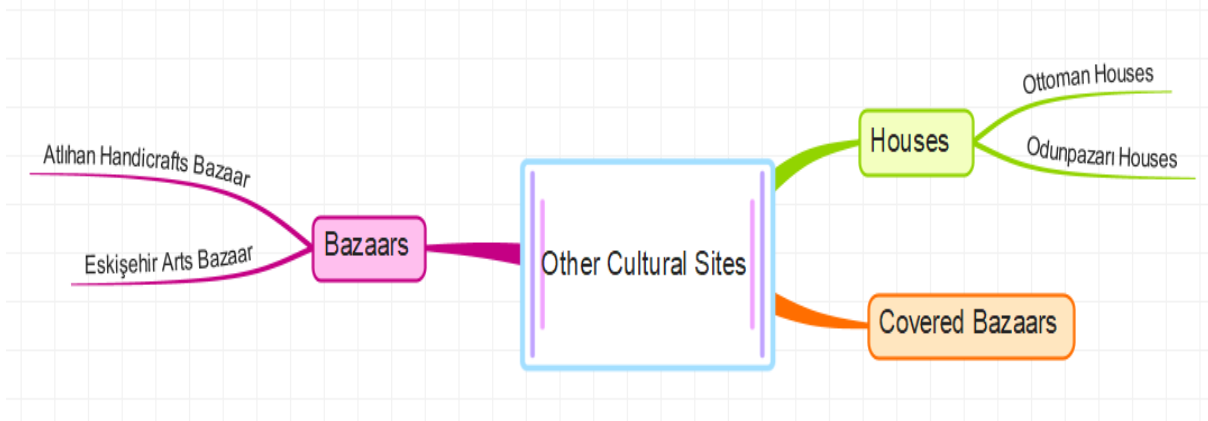 Other Cultural Sites
Houses
Ottoman Houses
Odunpazarı Houses
Covered Bazaars
Bazaars
Atlıhan Handicrafts Bazaar
Eskişehir Arts Bazaar